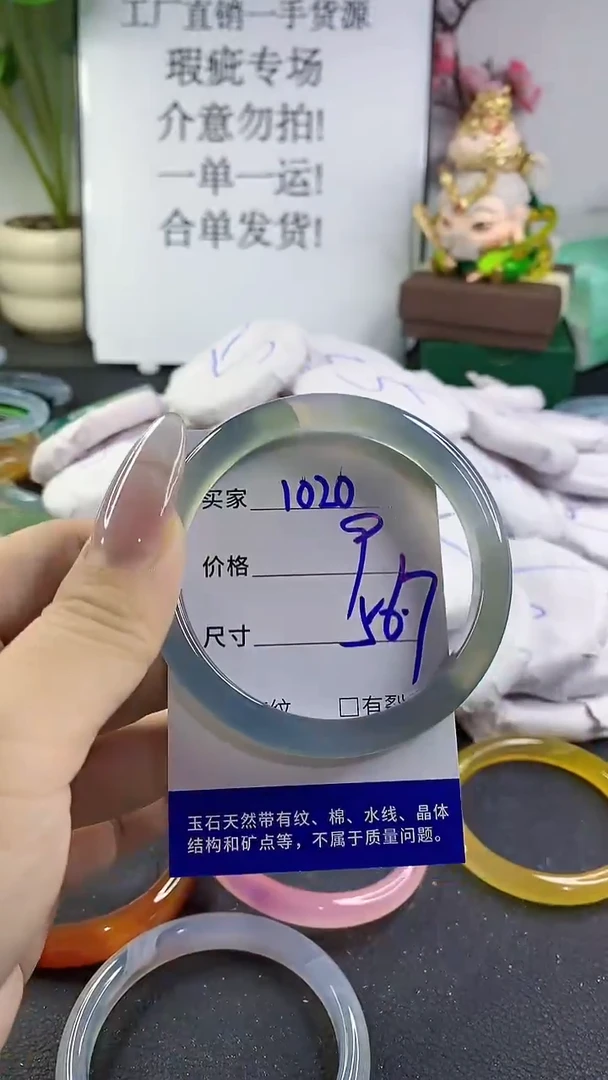 工厂直销一手货源
瑕疵专场
介意勿拍!
一单一运!
合单发货!
买家 1020
价格
尺寸 56.7
纹 □有裂
玉石天然带有纹、棉、水线、晶体
结构和矿点等，不属于质量问题。